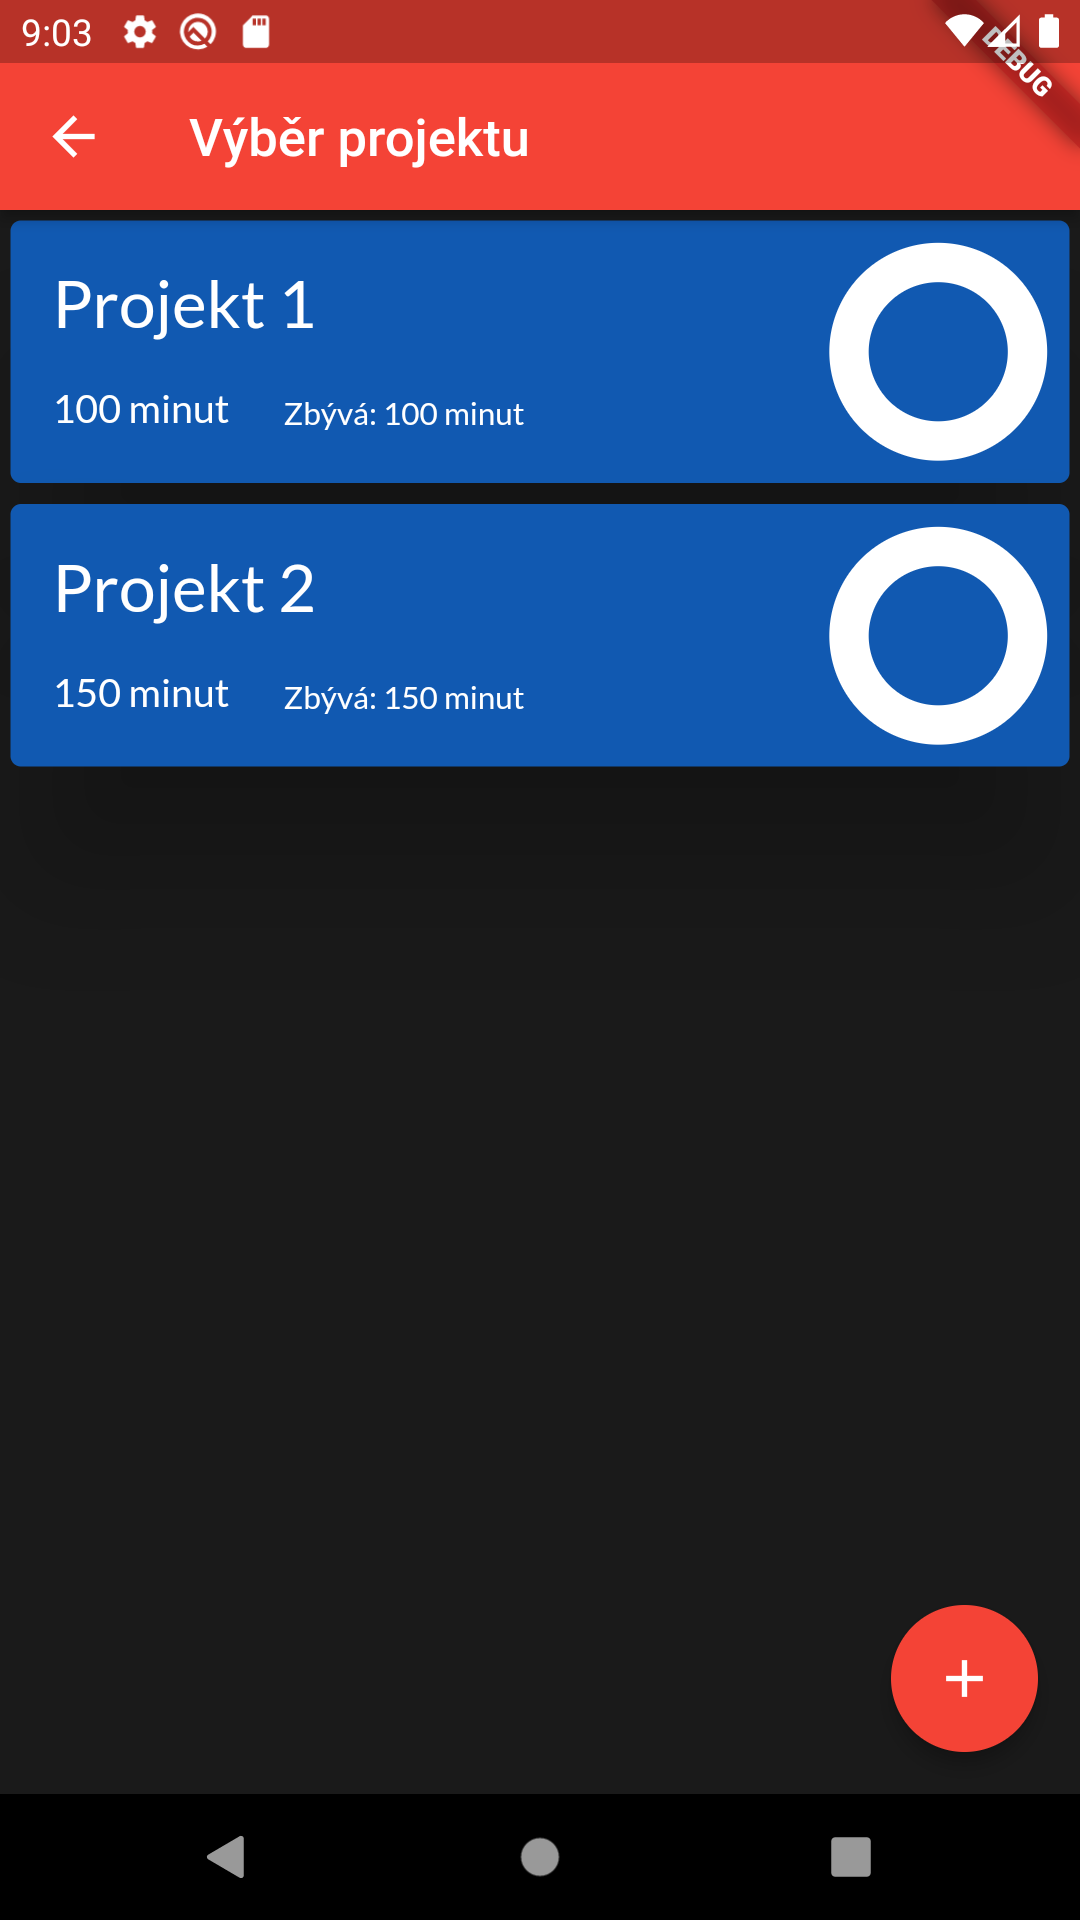 9:03
DEBUG
Výběr projektu
Projekt 1
100 minut Zbývá: 100 minut
Projekt 2
150 minut Zbývá: 150 minut
+